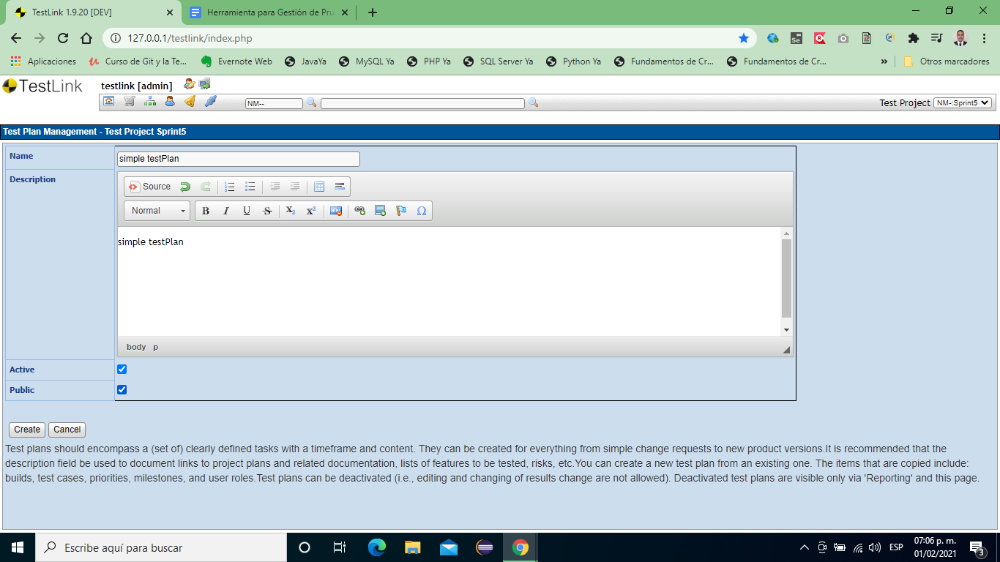 TestLink 1.9.20 [DEV]
Herramienta para Gestión de Pru
127.0.0.1/testlink/index.php
Aplicaciones
Curso de Git y la Te...
Evernote Web
JavaYa
MySQL Ya
PHP Ya
SQL Server Ya
Python Ya
Fundamentos de Cr...
Fundamentos de Cr...
»
Otros marcadores
TestLink
testlink [admin]
NM--
Test Project
NM-:Sprint5
Test Plan Management - Test Project Sprint5
Name
simple testPlan
Description
Source
Normal
B I U S X₂ x² Ω
simple testPlan
body p
Active
Public
Create
Cancel
Test plans should encompass a (set of) clearly defined tasks with a timeframe and content. They can be created for everything from simple change requests to new product versions.It is recommended that the
description field be used to document links to project plans and related documentation, lists of features to be tested, risks, etc.You can create a new test plan from an existing one. The items that are copied include:
builds, test cases, priorities, milestones, and user roles.Test plans can be deactivated (i.e., editing and changing of results change are not allowed). Deactivated test plans are visible only via 'Reporting' and this page.
Escribe aquí para buscar
ESP
07:06 p. m.
01/02/2021
3